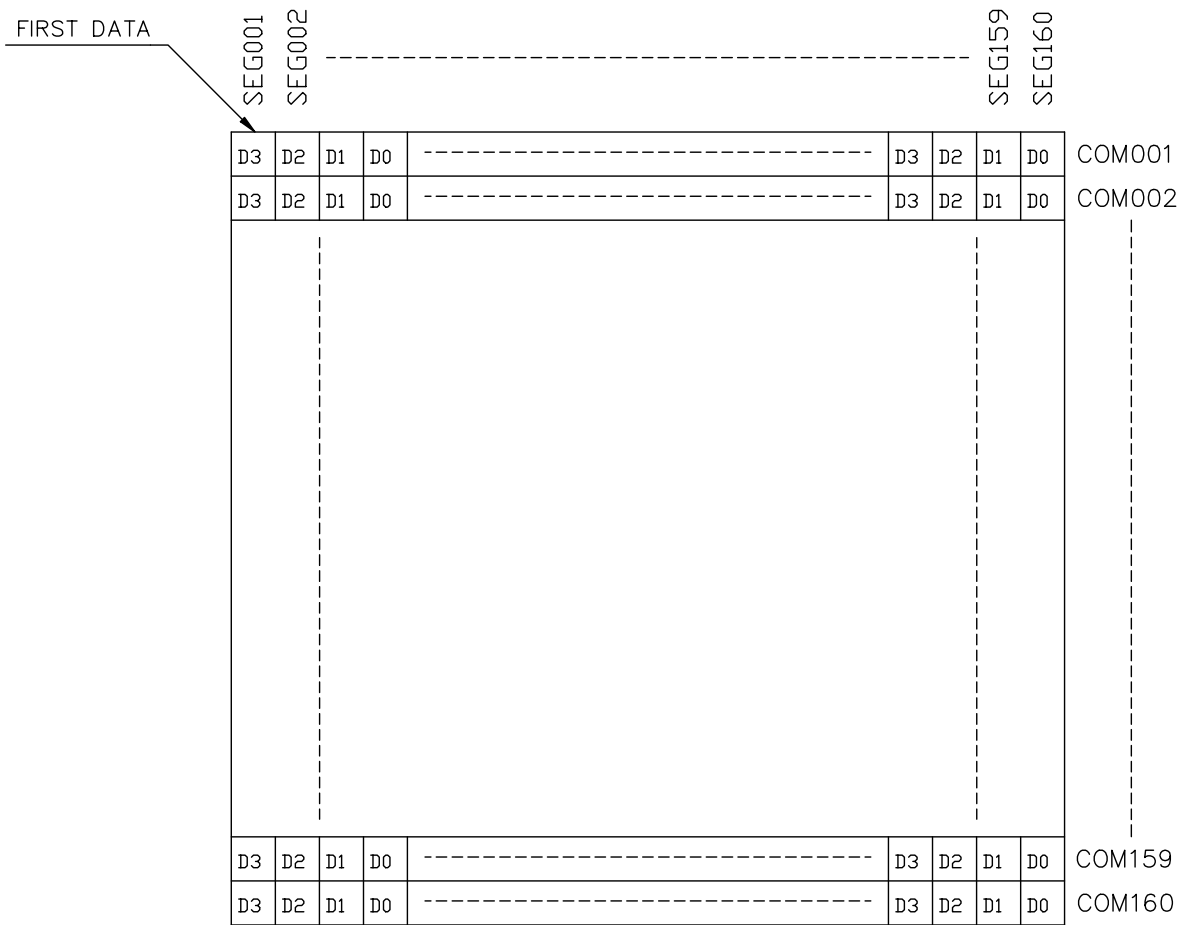 FIRST DATA
SEG001 SEG002 SEG159 SEG160
D3 D2 D1 D0 D3 D2 D1 D0 COM001
D3 D2 D1 D0 D3 D2 D1 D0 COM002
D3 D2 D1 D0 D3 D2 D1 D0 COM159
D3 D2 D1 D0 D3 D2 D1 D0 COM160